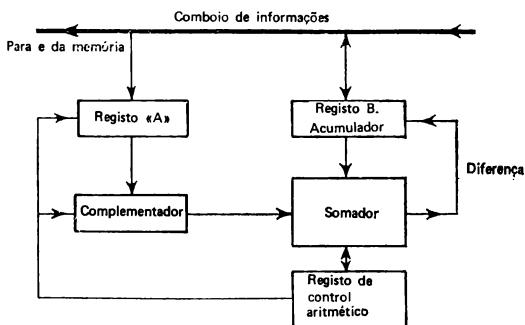 Comboio de informações
Para e da memória
Registo «A»
Registo B.
Acumulador
Diferença
Complementador
Somador
Registo de
control
aritmético